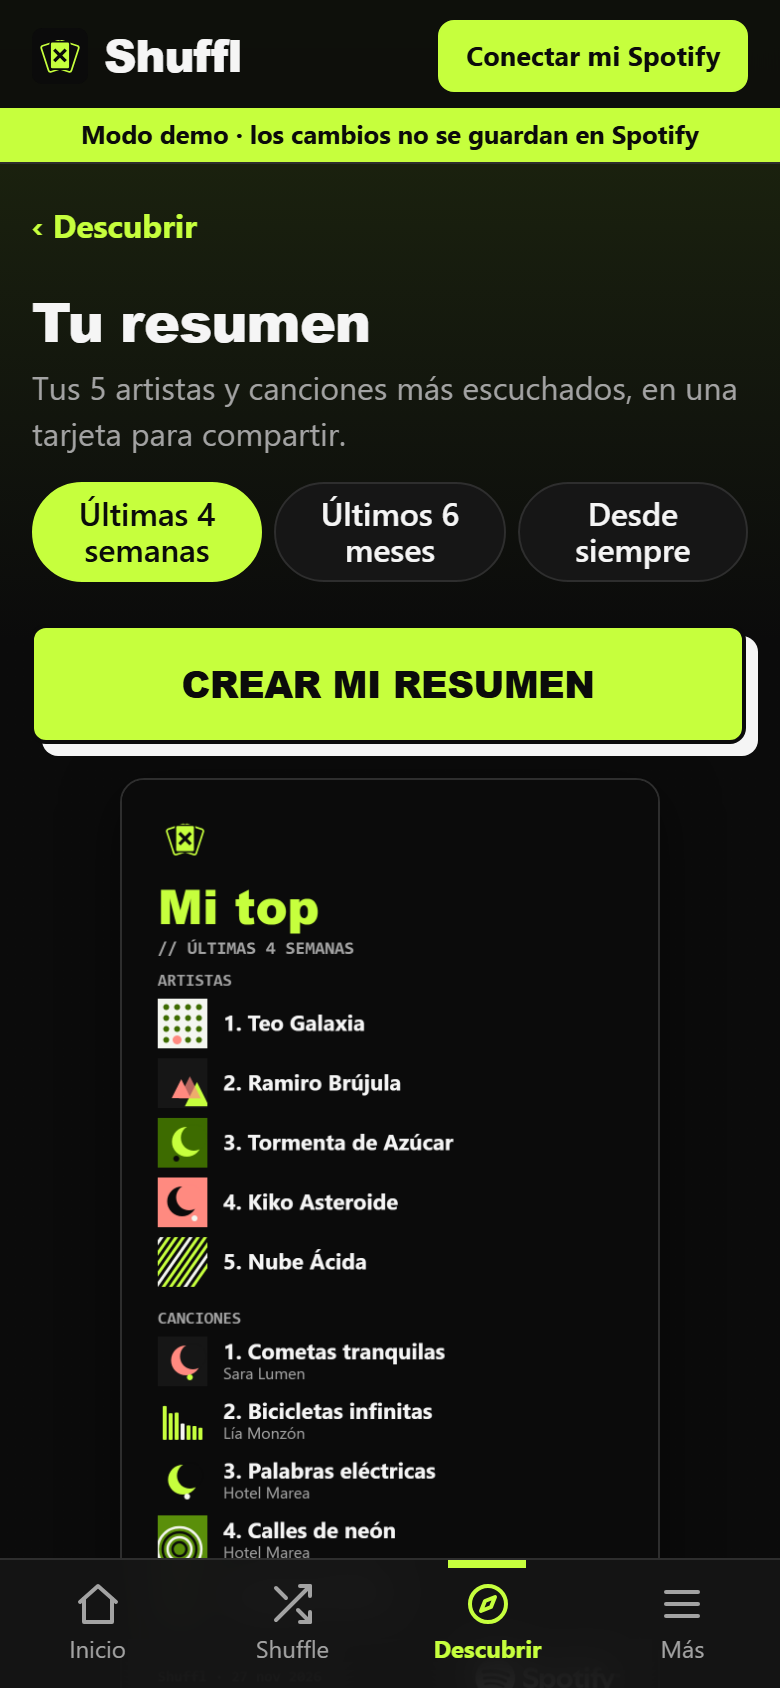 Shuffl
Conectar mi Spotify
Modo demo · los cambios no se guardan en Spotify
‹ Descubrir
Tu resumen
Tus 5 artistas y canciones más escuchados, en una
tarjeta para compartir.
Últimas 4
semanas
Últimos 6
meses
Desde
siempre
CREAR MI RESUMEN
Mi top
// ÚLTIMAS 4 SEMANAS
ARTISTAS
1. Teo Galaxia
2. Ramiro Brújula
3. Tormenta de Azúcar
4. Kiko Asteroide
5. Nube Ácida
CANCIONES
1. Cometas tranquilas
Sara Lumen
2. Bicicletas infinitas
Lía Monzón
3. Palabras eléctricas
Hotel Marea
4. Calles de neón
Hotel Marea
Inicio
Shuffle
Descubrir
Más
Spotify